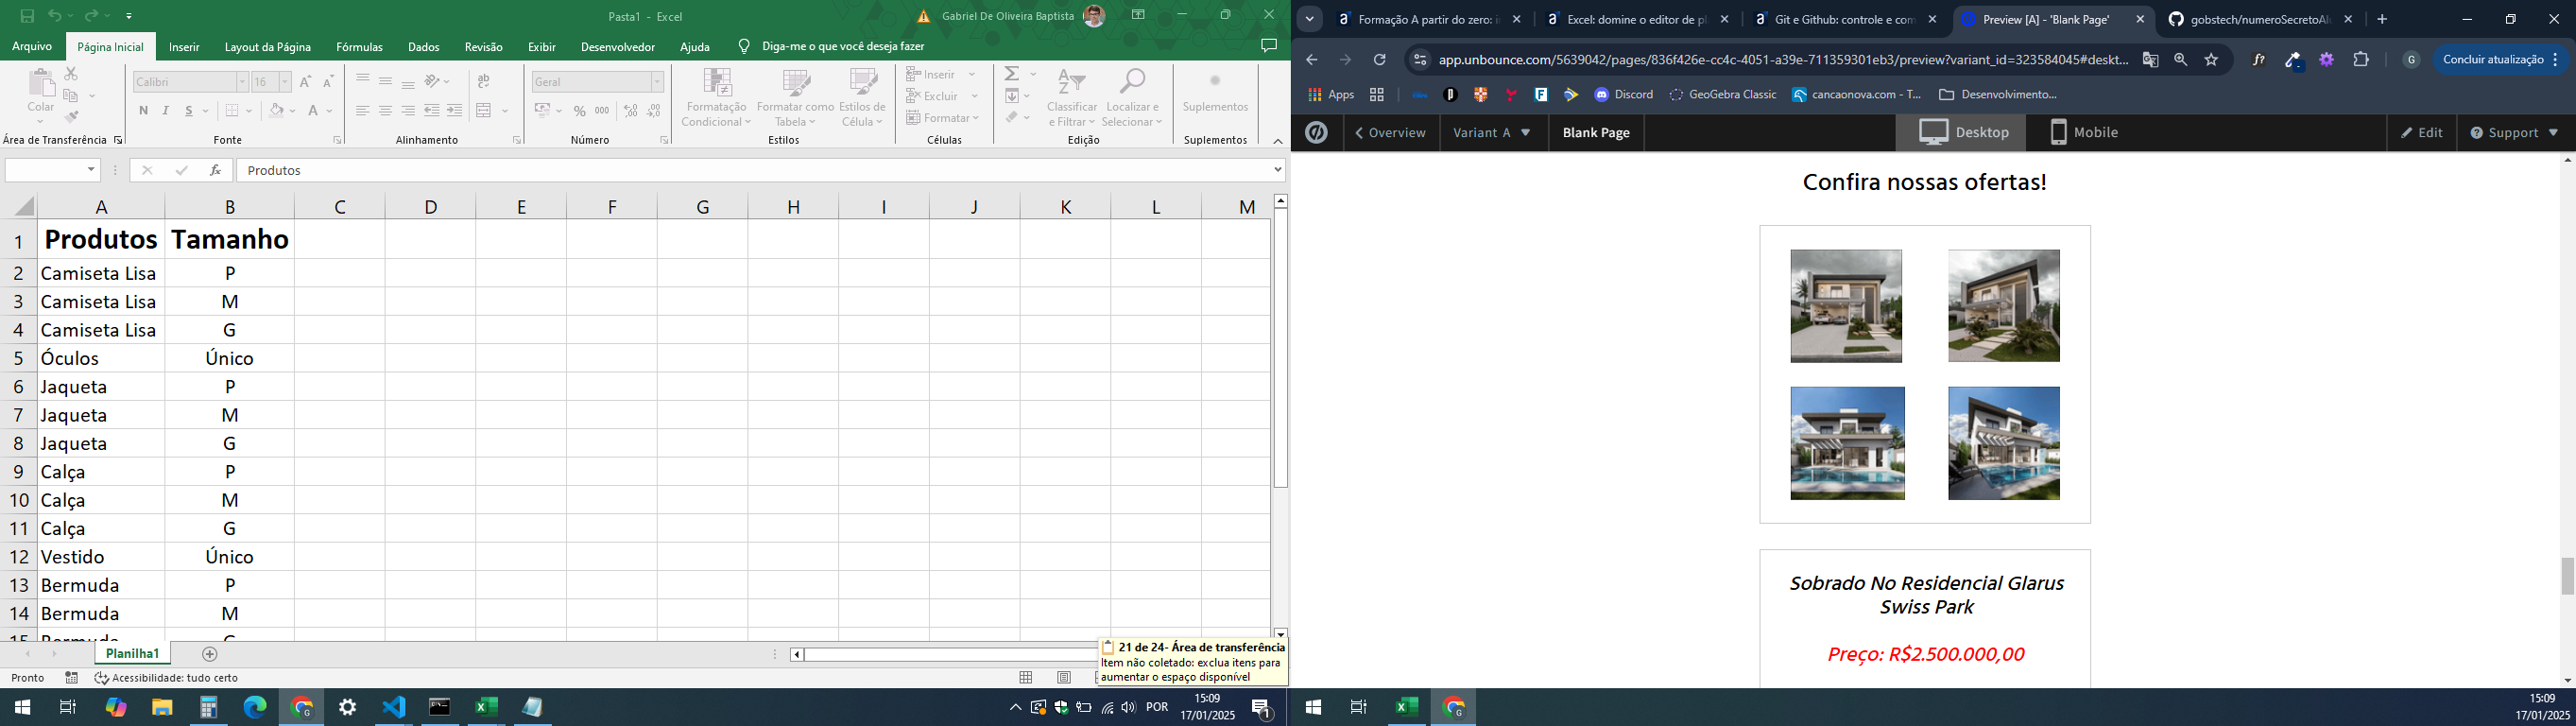 Pasta1 - Excel
Gabriel De Oliveira Baptista
Arquivo
Página Inicial
Inserir
Layout da Página
Fórmulas
Dados
Revisão
Exibir
Desenvolvedor
Ajuda
Diga-me o que você deseja fazer
Colar
Área de Transferência
Calibri
16
N I S
Fonte
Alinhamento
Geral
% 000
Número
Formatação Condicional
Formatar como Tabela
Estilos de Célula
Estilos
Inserir
Excluir
Formatar
Células
Classificar e Filtrar
Localizar e Selecionar
Edição
Suplementos
Suplementos
fx Produtos
A B C D E F G H I J K L M
1 Produtos Tamanho
2 Camiseta Lisa P
3 Camiseta Lisa M
4 Camiseta Lisa G
5 Óculos Único
6 Jaqueta P
7 Jaqueta M
8 Jaqueta G
9 Calça P
10 Calça M
11 Calça G
12 Vestido Único
13 Bermuda P
14 Bermuda M
15 Bermuda G
Planilha1
21 de 24- Área de transferência
Item não coletado: exclua itens para
aumentar o espaço disponível
Pronto
Acessibilidade: tudo certo
POR
15:09
17/01/2025
1
Formação A partir do zero: i
Excel: domine o editor de pl
Git e Github: controle e com
Preview [A] - 'Blank Page'
gobstech/numeroSecretoAl
app.unbounce.com/5639042/pages/836f426e-cc4c-4051-a39e-711359301eb3/preview?variant_id=323584045#deskt...
G
Concluir atualização
Apps
Discord
GeoGebra Classic
cancaonova.com - T...
Desenvolvimento...
Overview
Variant A
Blank Page
Desktop
Mobile
Edit
Support
Confira nossas ofertas!
Sobrado No Residencial Glarus
Swiss Park
Preço: R$2.500.000,00
15:09
17/01/2025